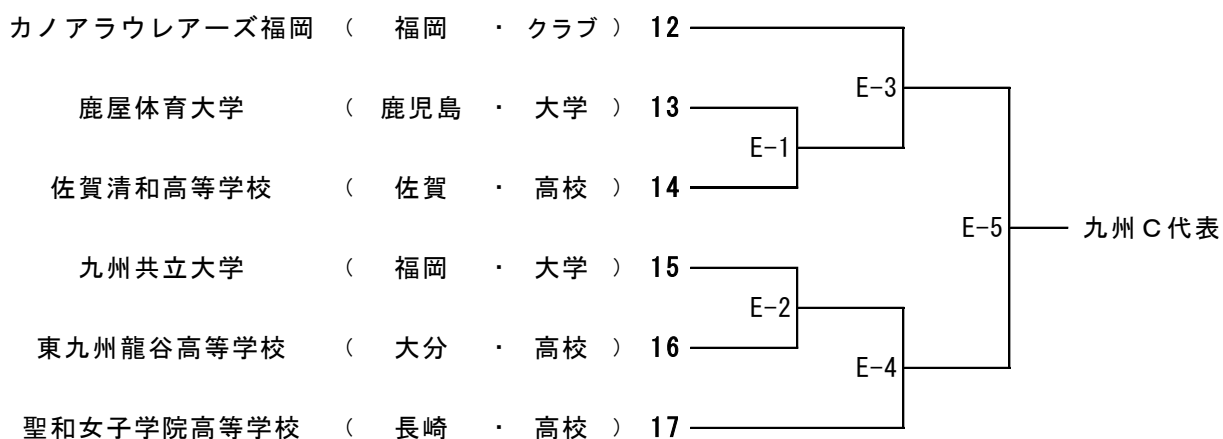 カノアラウレアーズ福岡 （ 福岡 ・ クラブ ） 12
E-3
鹿屋体育大学 （ 鹿児島 ・ 大学 ） 13
E-1
佐賀清和高等学校 （ 佐賀 ・ 高校 ） 14
E-5 九州C代表
九州共立大学 （ 福岡 ・ 大学 ） 15
E-2
東九州龍谷高等学校 （ 大分 ・ 高校 ） 16
E-4
聖和女子学院高等学校 （ 長崎 ・ 高校 ） 17